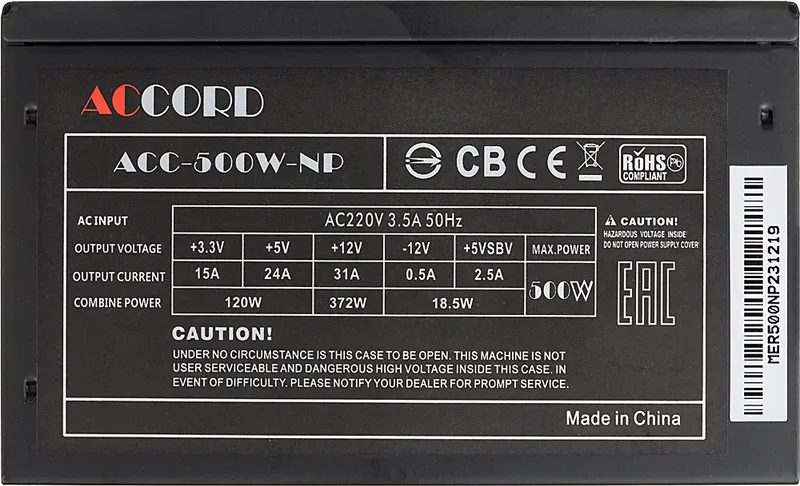 ACCORD
ACC-500W-NP
CB CE RoHS Pb
COMPLIANT
AC INPUT AC220V 3.5A 50Hz
OUTPUT VOLTAGE +3.3V +5V +12V -12V +5VSBV MAX.POWER
OUTPUT CURRENT 15A 24A 31A 0.5A 2.5A 500W
COMBINE POWER 120W 372W 18.5W
CAUTION!
HAZARDOUS VOLTAGE INSIDE'
DO NOT OPEN POWER SUPPLY COVER'
EAC
CAUTION!
UNDER NO CIRCUMSTANCE IS THIS CASE TO BE OPEN. THIS MACHINE IS NOT
USER SERVICEABLE AND DANGEROUS HIGH VOLTAGE INSIDE THIS CASE. IN
EVENT OF DIFFICULTY. PLEASE NOTIFY YOUR DEALER FOR PROMPT SERVICE.
Made in China
MER500NP231219